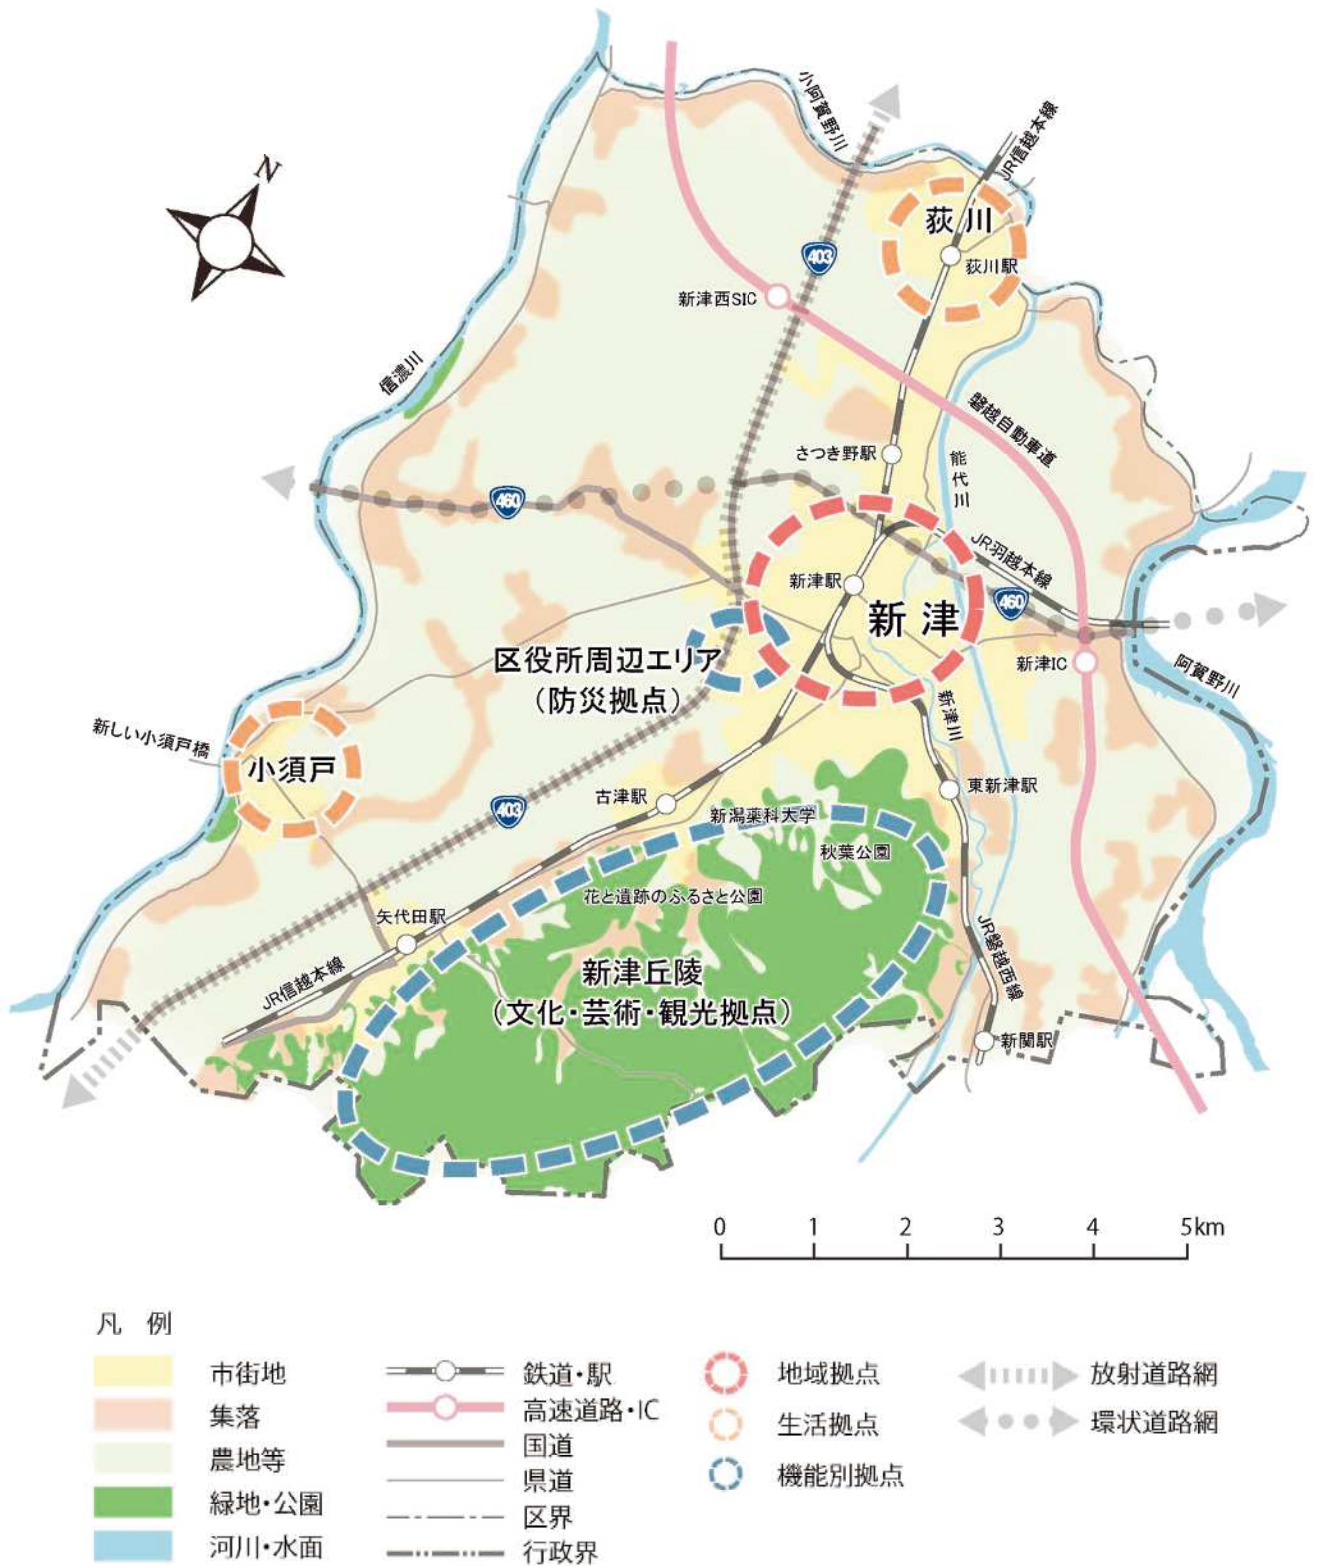 小阿賀野川
JR信越本線
N
荻川
403
荻川駅
新津西SIC
信濃川
磐越自動車道
さつき野駅
能代川
460
JR羽越本線
新津駅
新津
460
区役所周辺エリア
(防災拠点)
新津IC
阿賀野川
新津川
新しい小須戸橋
小須戸
東新津駅
古津駅
403
新潟薬科大学
秋葉公園
花と遺跡のふるさと公園
矢代田駅
JR信越本線
新津丘陵
(文化・芸術・観光拠点)
JR磐越西線
新関駅
0 1 2 3 4 5km
凡 例
市街地
集落
農地等
緑地・公園
河川・水面
鉄道・駅
高速道路・IC
国道
県道
区界
行政界
地域拠点
生活拠点
機能別拠点
放射道路網
環状道路網